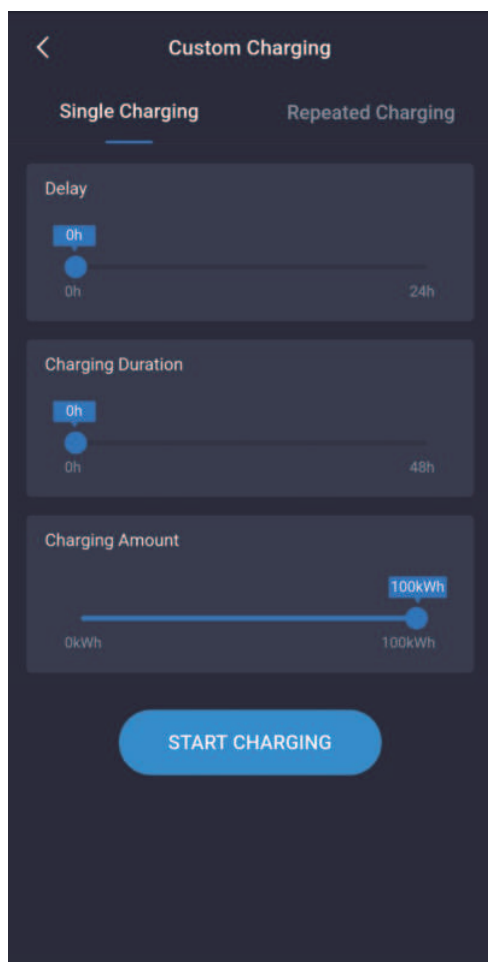 Custom Charging
Single Charging Repeated Charging
Delay
0h
0h 24h
Charging Duration
0h
0h 48h
Charging Amount
100kWh
0kWh 100kWh
START CHARGING